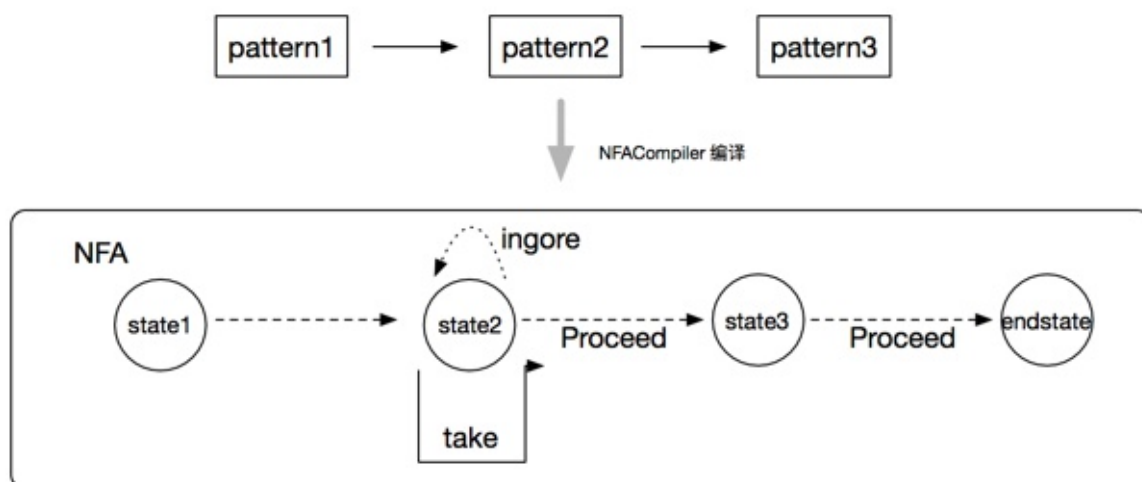 pattern1 pattern2 pattern3
NFACompiler 编译
NFA
ingore
state1 state2 state3 endstate
Proceed Proceed
take